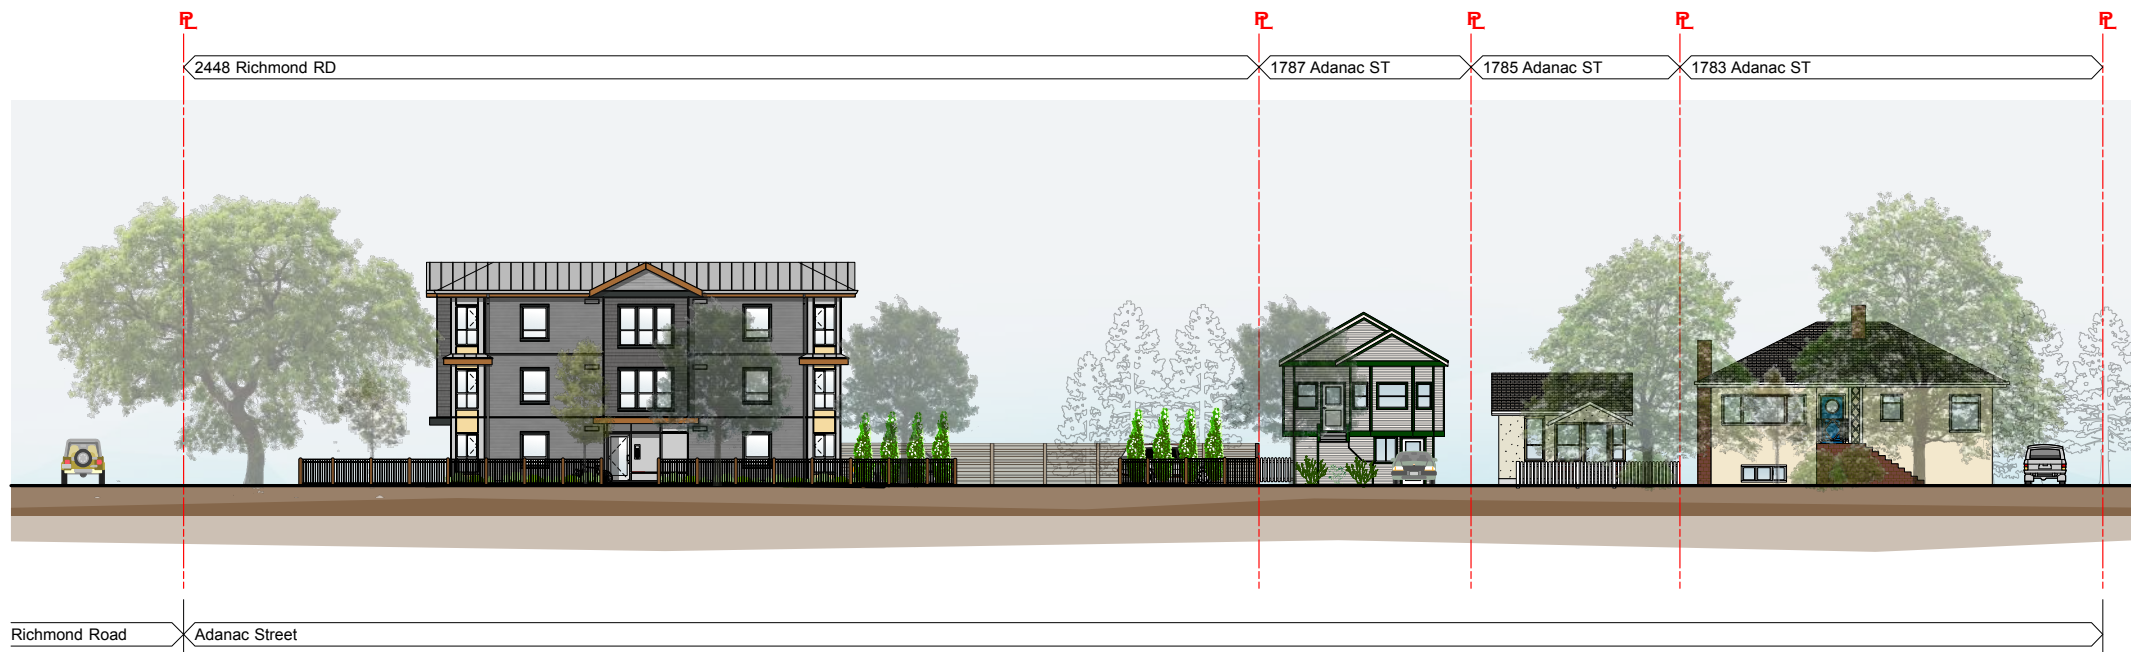 PL PL PL PL PL
2448 Richmond RD 1787 Adanac ST 1785 Adanac ST 1783 Adanac ST
Richmond Road Adanac Street